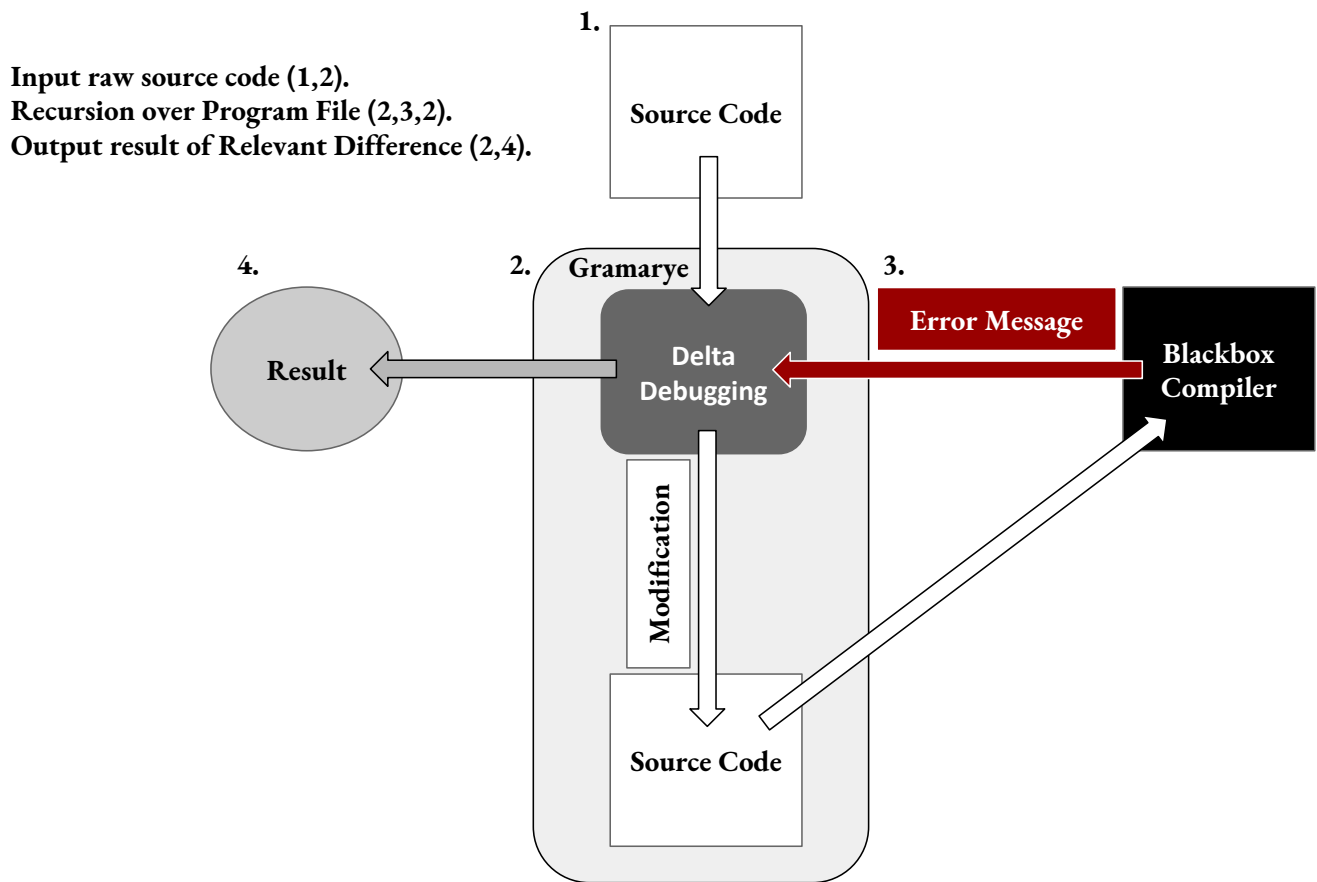 1.
Input raw source code (1,2).
Recursion over Program File (2,3,2).
Output result of Relevant Difference (2,4).
Source Code
4.
2.
Gramarye
3.
Error Message
Result
Delta
Debugging
Blackbox
Compiler
Modification
Source Code